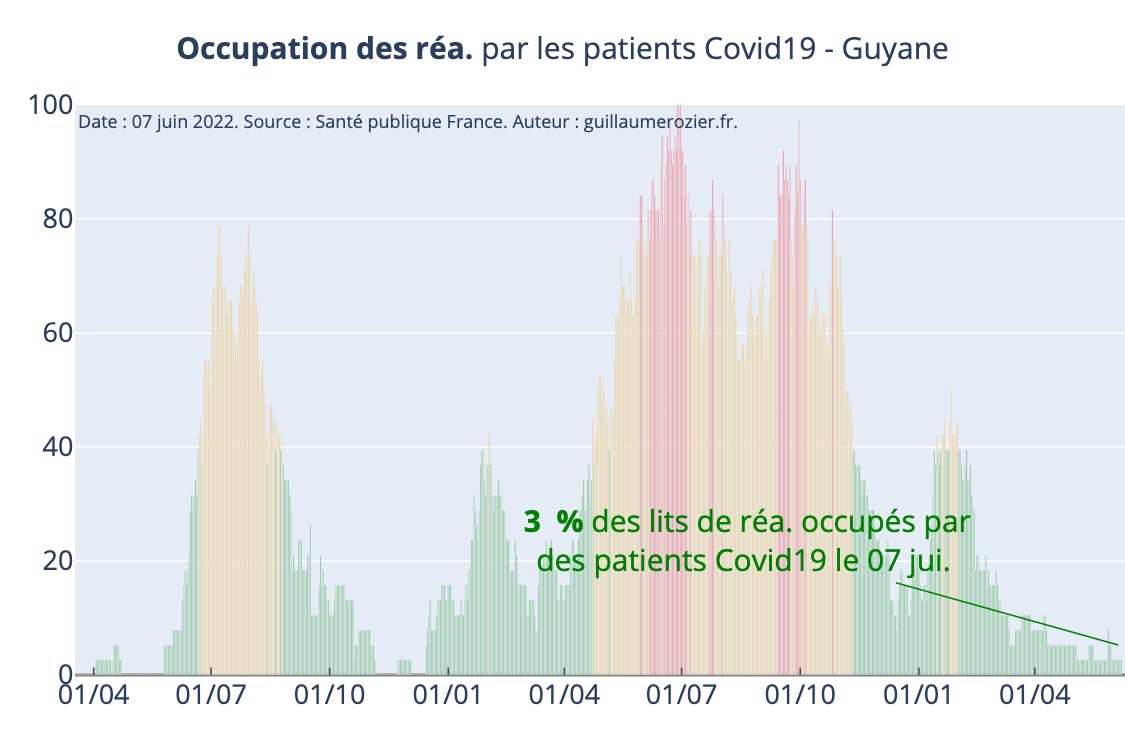 Occupation des réa. par les patients Covid19 - Guyane
100
Date : 07 juin 2022. Source : Santé publique France. Auteur : guillaumerozier.fr.
80
60
40
3 % des lits de réa. occupés par
des patients Covid19 le 07 jui.
20
0
01/04 01/07 01/10 01/01 01/04 01/07 01/10 01/01 01/04